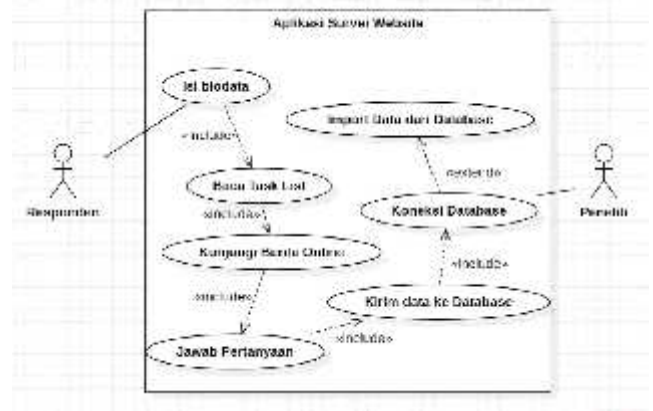 Aplikasi Survei Website
Isi biodata
Import Data dari Database
«include»
«extend»
Baca Task List
Koneksi Database
Responden
Peneliti
«include»
Kunjungi Berita Online
«include»
«include»
Kirim data ke Database
Jawab Pertanyaan
«include»